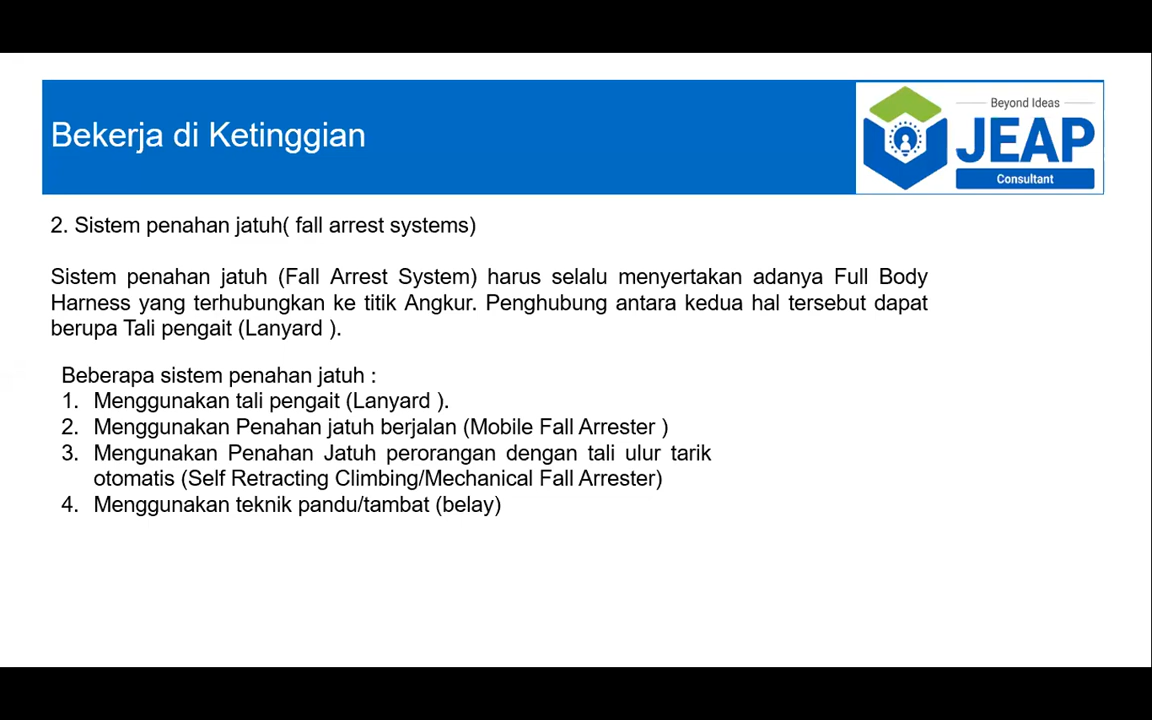 Bekerja di Ketinggian
Beyond Ideas
JEAP
Consultant
2. Sistem penahan jatuh( fall arrest systems)
Sistem penahan jatuh (Fall Arrest System) harus selalu menyertakan adanya Full Body
Harness yang terhubungkan ke titik Angkur. Penghubung antara kedua hal tersebut dapat
berupa Tali pengait (Lanyard ).
Beberapa sistem penahan jatuh :
1. Menggunakan tali pengait (Lanyard ).
2. Menggunakan Penahan jatuh berjalan (Mobile Fall Arrester )
3. Mengunakan Penahan Jatuh perorangan dengan tali ulur tarik
otomatis (Self Retracting Climbing/Mechanical Fall Arrester)
4. Menggunakan teknik pandu/tambat (belay)